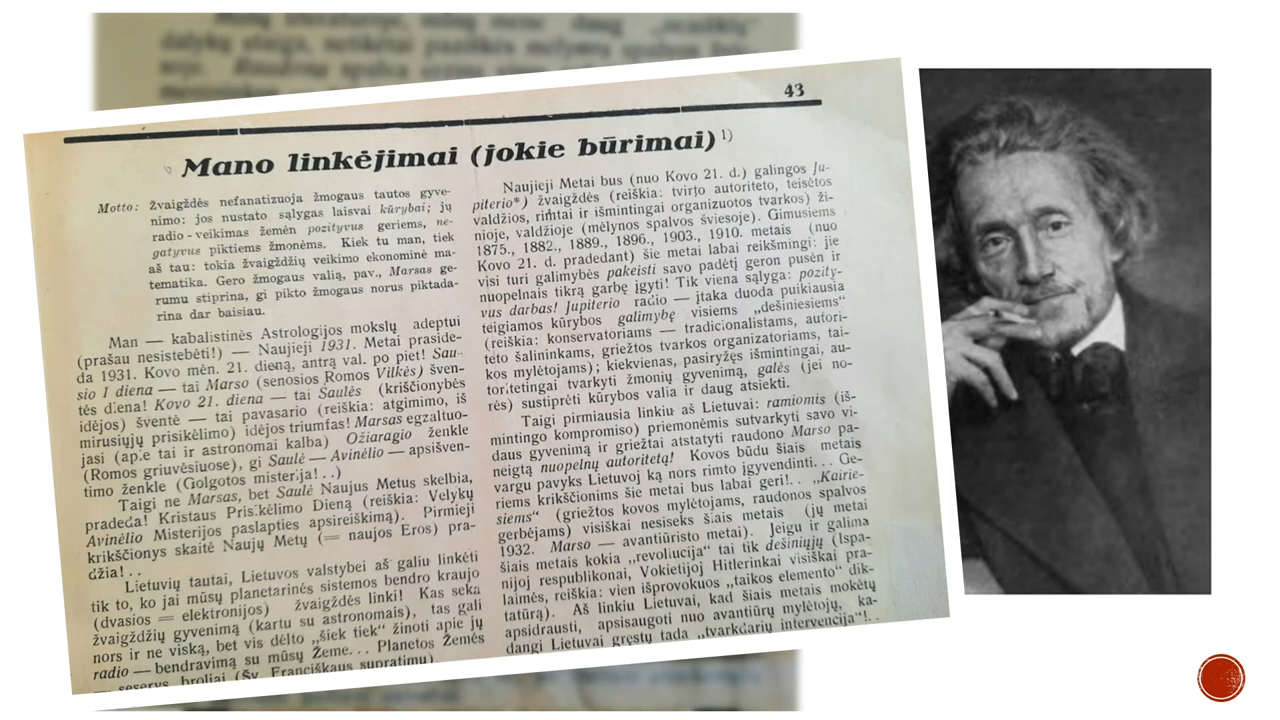 43
Mano linkėjimai (jokie būrimai) 1)
Motto: Žvaigždės nefanatizuoja žmogaus tautos gyve-
nimo: jos nustato sąlygas laisvai kūrybai; jų
radio-veikimas žemėn pozityvus geriems, ne-
gatyvus piktiems žmonėms. Kiek tu man, tiek
aš tau: tokia žvaigždžių veikimo ekonominė ma-
tematika. Gero žmogaus valią, pav., Marsas ge-
rumu stiprina, gi pikto žmogaus norus piktada-
rina dar baisiau.
Man — kabalistinės Astrologijos mokslų adeptui
(prašau nesistebėti!) — Naujieji 1931. Metai praside-
da 1931. Kovo mėn. 21. dieną, antrą val. po piet! Sau-
sio 1 diena — tai Marso (senosios Romos Vilkės) šven-
tės diena! Kovo 21. diena — tai Saulės (kriščionybės
idėjos) šventė — tai pavasario (reiškia: atgimimo, iš
mirusiųjų prisikėlimo) idėjos triumfas! Marsas egzaltuo-
jasi (apie tai ir astronomai kalba) Ožiaragio ženkle
(Romos griuvėsiuose), gi Saulė — Avinėlio — apsišven-
timo ženkle (Golgotos misterija!..)
Taigi ne Marsas, bet Saulė Naujus Metus skelbia,
pradeda! Kristaus Prisikėlimo Dieną (reiškia: Velykų
Avinėlio Misterijos paslapties apsireiškimą). Pirmieji
krikščionys skaitė Naujų Metų (= naujos Eros) pra-
džia!..
Lietuvių tautai, Lietuvos valstybei aš galiu linkėti
tik to, ko jai mūsų planetarinės sistemos bendro kraujo
(dvasios = elektronijos) žvaigždės linki! Kas seka
žvaigždžių gyvenimą (kartu su astronomais), tas gali
nors ir ne viską, bet vis dėlto „šiek tiek“ žinoti apie jų
radio — bendravimą su mūsų Žeme... Planetos Žemės
seserys, broliai (Šv. Franciškaus supratimu)
Naujieji Metai bus (nuo Kovo 21. d.) galingos Ju-
piterio*) žvaigždės (reiškia: tvirto autoriteto, teisėtos
valdžios, rimtai ir išmintingai organizuotos tvarkos) ži-
nioje, valdžioje (mėlynos spalvos šviesoje). Gimusiems
1875., 1882., 1889., 1896., 1903., 1910. metais (nuo
Kovo 21. d. pradedant) šie metai labai reikšmingi: jie
visi turi galimybės pakeisti savo padėtį geron pusėn ir
nuopelnais tikrą garbę įgyti! Tik viena sąlyga: pozity-
vus darbas! Jupiterio radio — įtaka duoda puikiausia
teigiamos kūrybos galimybę visiems „dešiniesiems“
(reiškia: konservatoriams — tradicionalistams, autori-
teto šalininkams, griežtos tvarkos organizatoriams, tai-
kos mylėtojams); kiekvienas, pasiryžęs išmintingai, au-
toritetingai tvarkyti žmonių gyvenimą, galės (jei no-
rės) sustiprėti kūrybos valia ir daug atsiekti.
Taigi pirmiausia linkiu aš Lietuvai: ramiomis (iš-
mintingo kompromiso) priemonėmis sutvarkyti savo vi-
daus gyvenimą ir griežtai atstatyti raudono Marso pa-
neigtą nuopelnų autoritetą! Kovos būdu šiais metais
vargu pavyks Lietuvoj ką nors rimto įgyvendinti... Ge-
riems krikščionims šie metai bus labai geri!.. „Kairie-
siems“ (griežtos kovos mylėtojams, raudonos spalvos
gerbėjams) visiškai nesiseks šiais metais (jų metai
1932. Marso — avantiūristo metai). Jeigu ir galima
šiais metais kokia „revoliucija“ tai tik dešiniųjų (Ispa-
nijoj respublikonai, Vokietijoj Hitlerinkai visiškai pra-
laimės, reiškia: vien išprovokuos „taikos elemento“ dik-
tatūrą). Aš linkiu Lietuvai, kad šiais metais mokėtų
apsidrausti, apsisaugoti nuo avantiūrų mylėtojų, ka-
dangi Lietuvai gręstų tada „tvarkdarių intervencija“!..